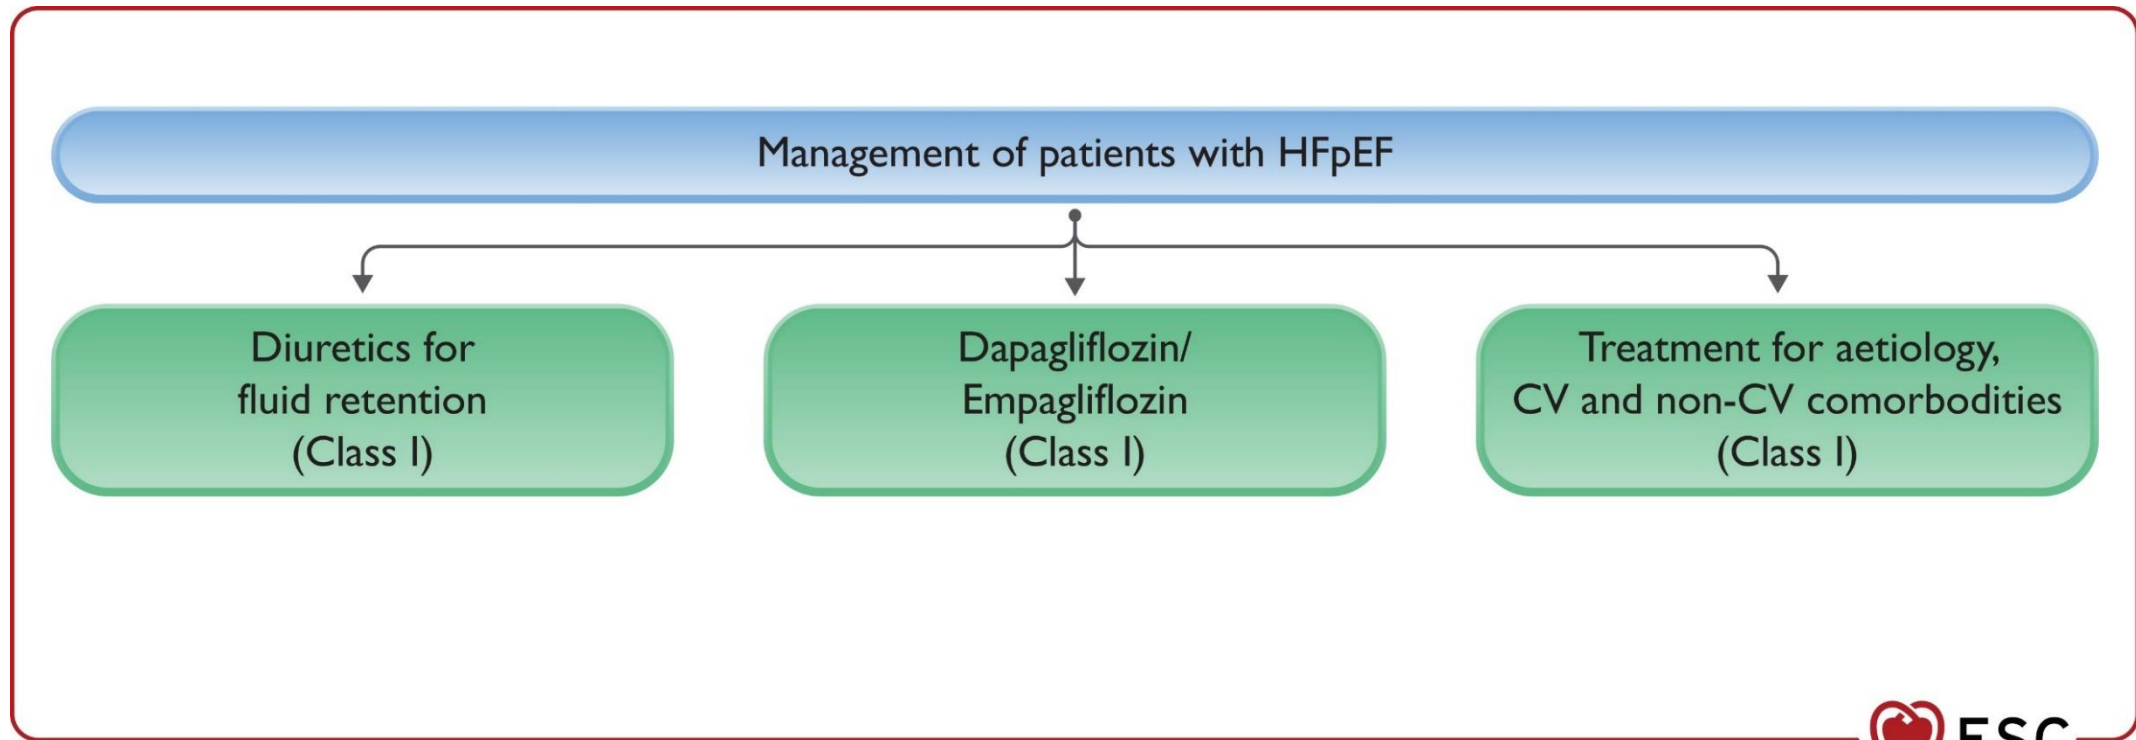 Management of patients with HFpEF
Diuretics for
fluid retention
(Class I)
Dapagliflozin/
Empagliflozin
(Class I)
Treatment for aetiology,
CV and non-CV comorbodities
(Class I)
ESC